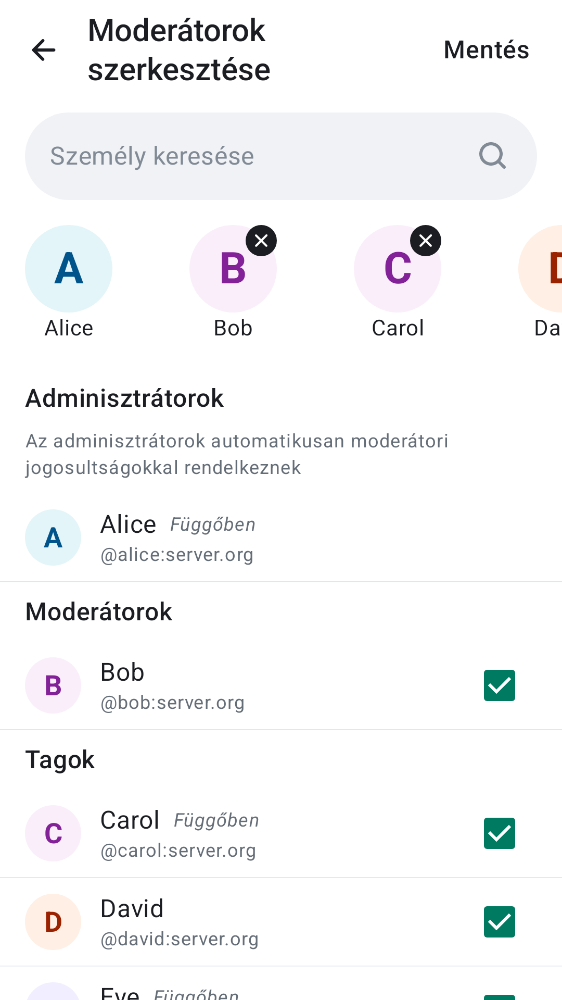 Moderátorok
szerkesztése
Mentés
Személy keresése
A
B
C
D
Alice
Bob
Carol
Da
Adminisztrátorok
Az adminisztrátorok automatikusan moderátori
jogosultságokkal rendelkeznek
A
Alice Függőben
@alice:server.org
Moderátorok
B
Bob
@bob:server.org
Tagok
C
Carol Függőben
@carol:server.org
D
David
@david:server.org
Eve Függőben